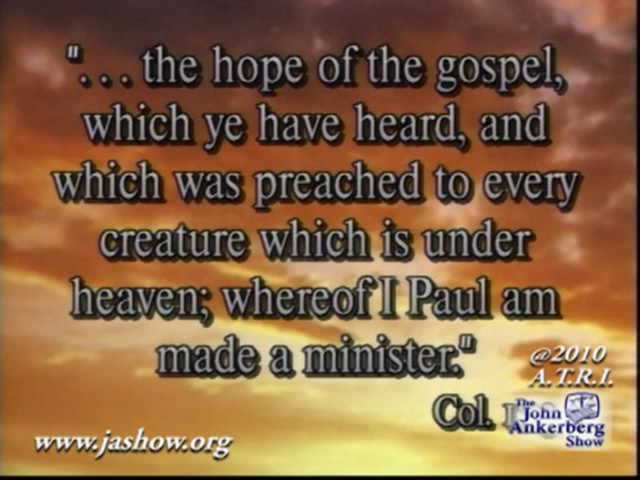 ". . . the hope of the gospel,
which ye have heard, and
which was preached to every
creature which is under
heaven; whereof I Paul am
made a minister."
@2010
A.T.R.I.
Col.
The
John
Ankerberg
Show
www.jashow.org